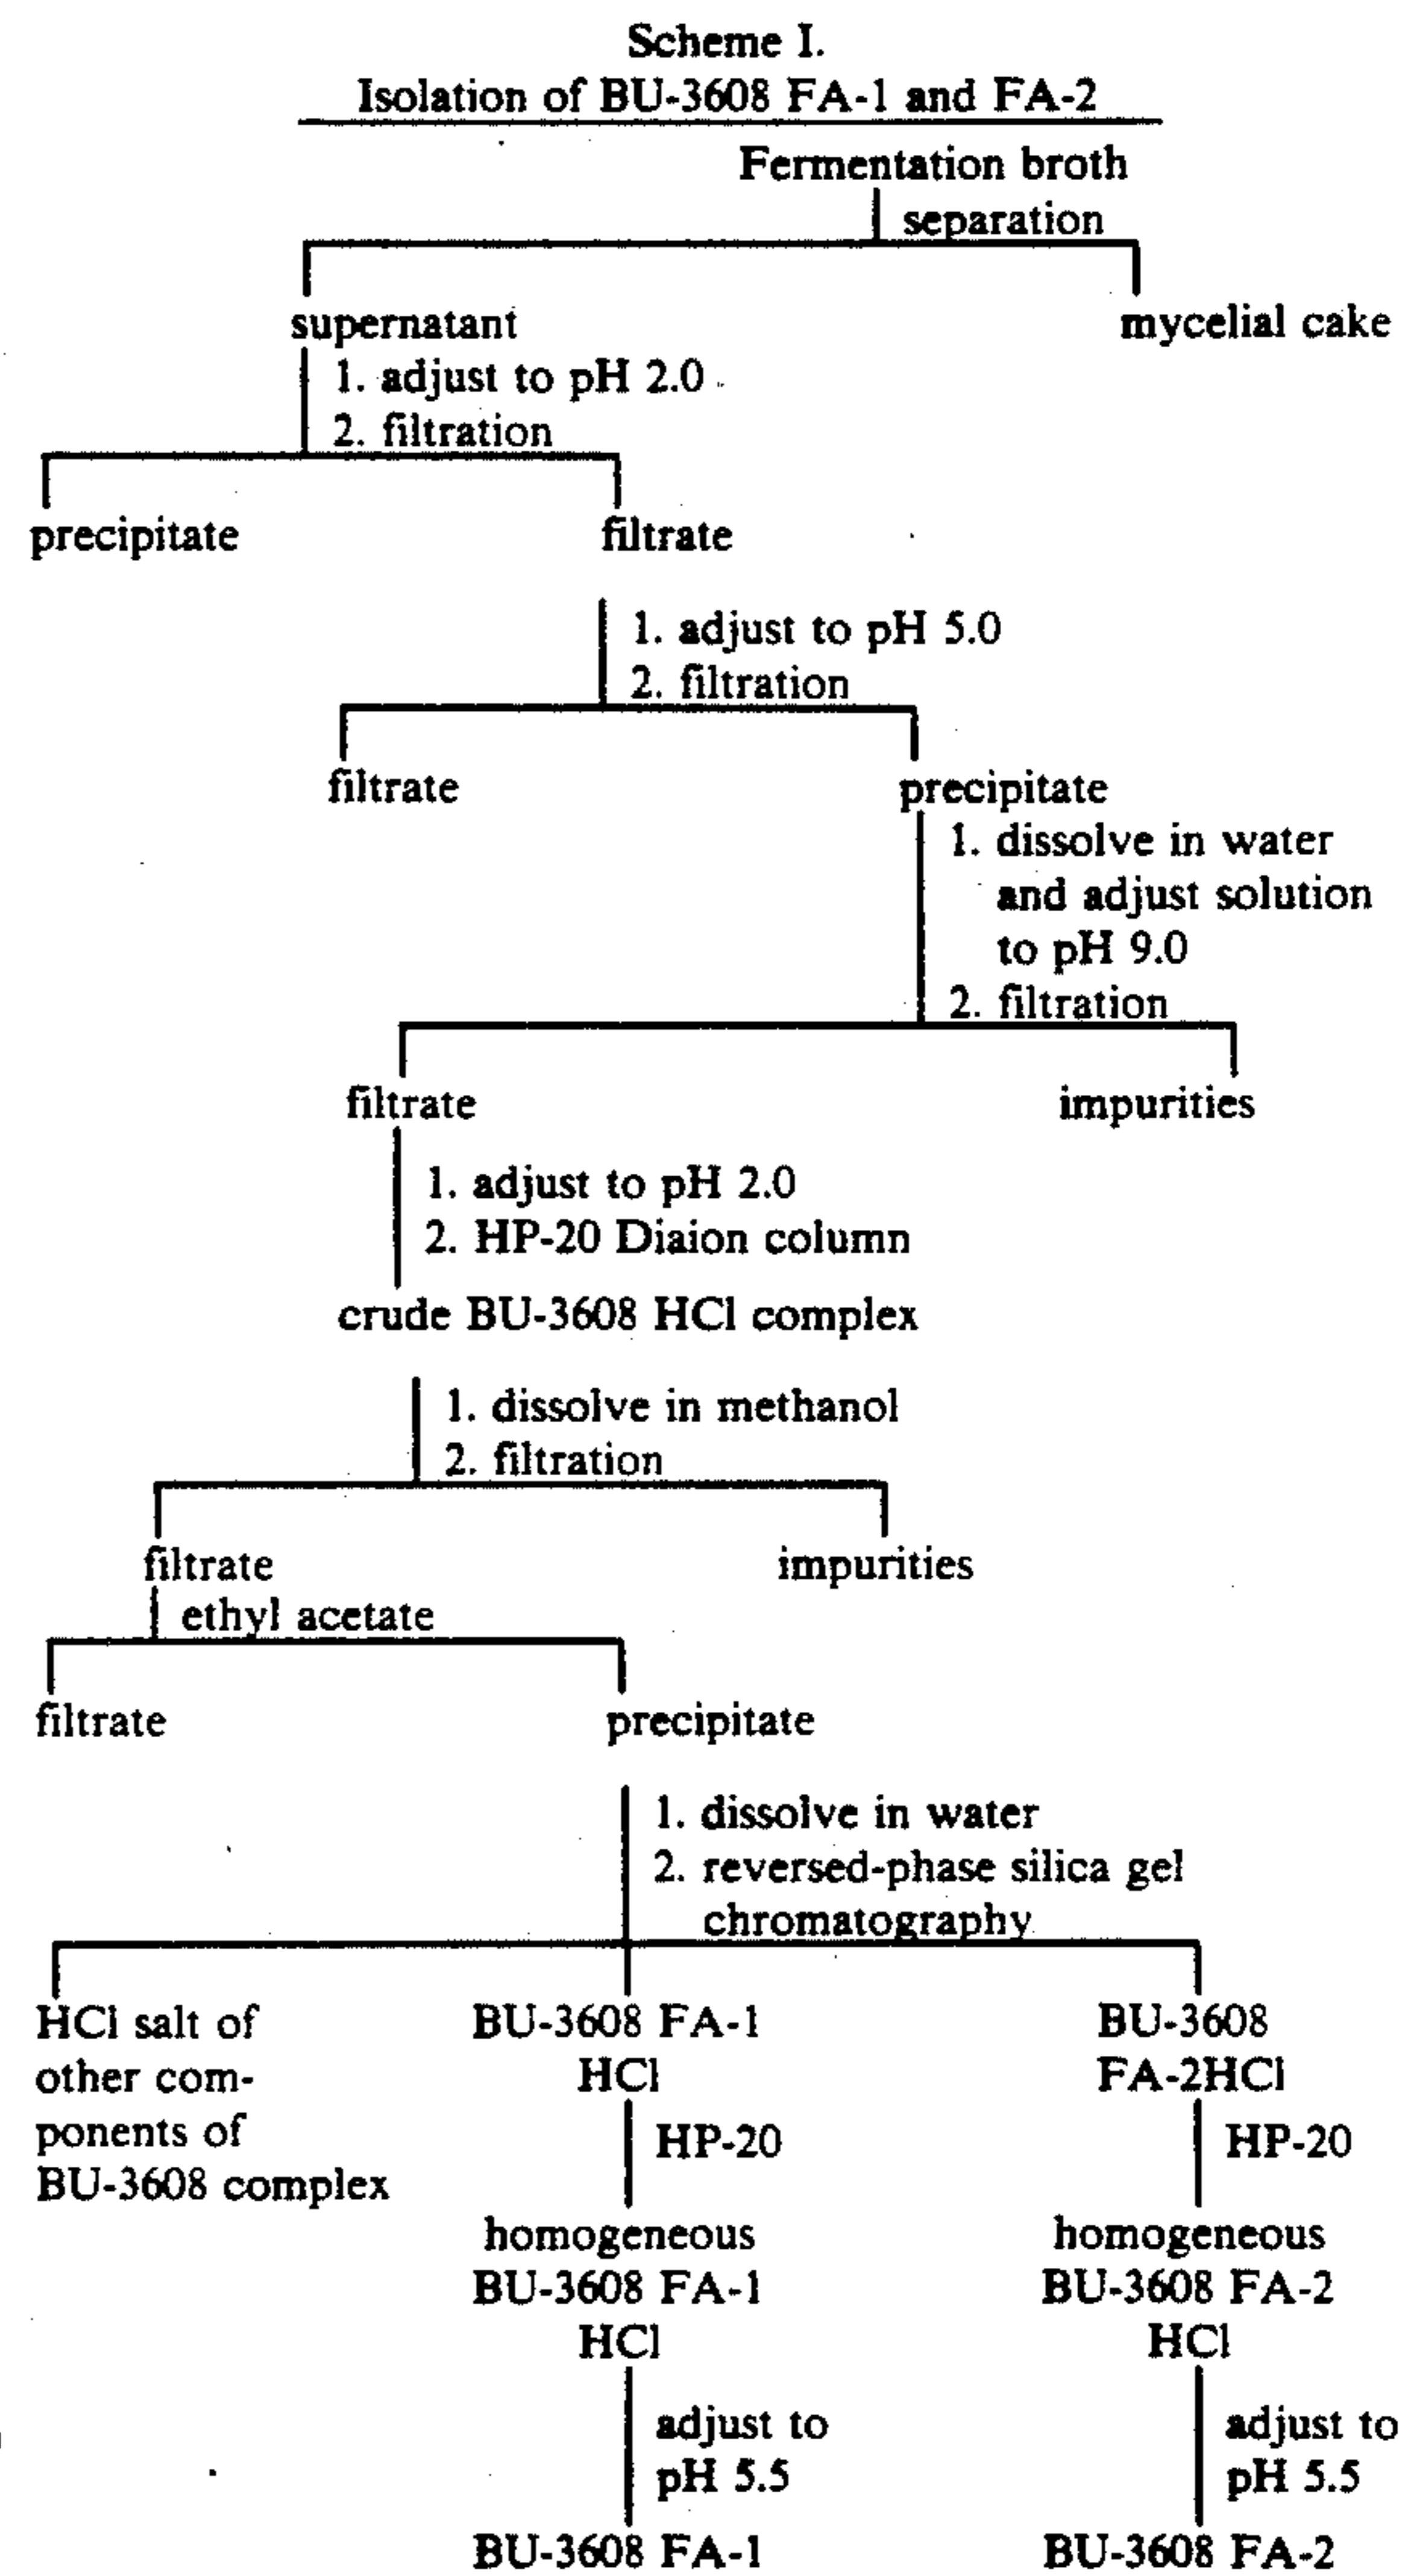 Scheme I.
Isolation of BU-3608 FA-1 and FA-2
Fermentation broth
separation
supernatant
mycelial cake
1. adjust to pH 2.0
2. filtration
precipitate
filtrate
1. adjust to pH 5.0
2. filtration
filtrate
precipitate
1. dissolve in water
and adjust solution
to pH 9.0
2. filtration
filtrate
impurities
1. adjust to pH 2.0
2. HP-20 Diaion column
crude BU-3608 HCl complex
1. dissolve in methanol
2. filtration
filtrate
impurities
ethyl acetate
filtrate
precipitate
1. dissolve in water
2. reversed-phase silica gel
chromatography
HCl salt of
other com-
ponents of
BU-3608 complex
BU-3608 FA-1
HCl
HP-20
homogeneous
BU-3608 FA-1
HCl
adjust to
pH 5.5
BU-3608 FA-1
BU-3608
FA-2HCl
HP-20
homogeneous
BU-3608 FA-2
HCl
adjust to
pH 5.5
BU-3608 FA-2